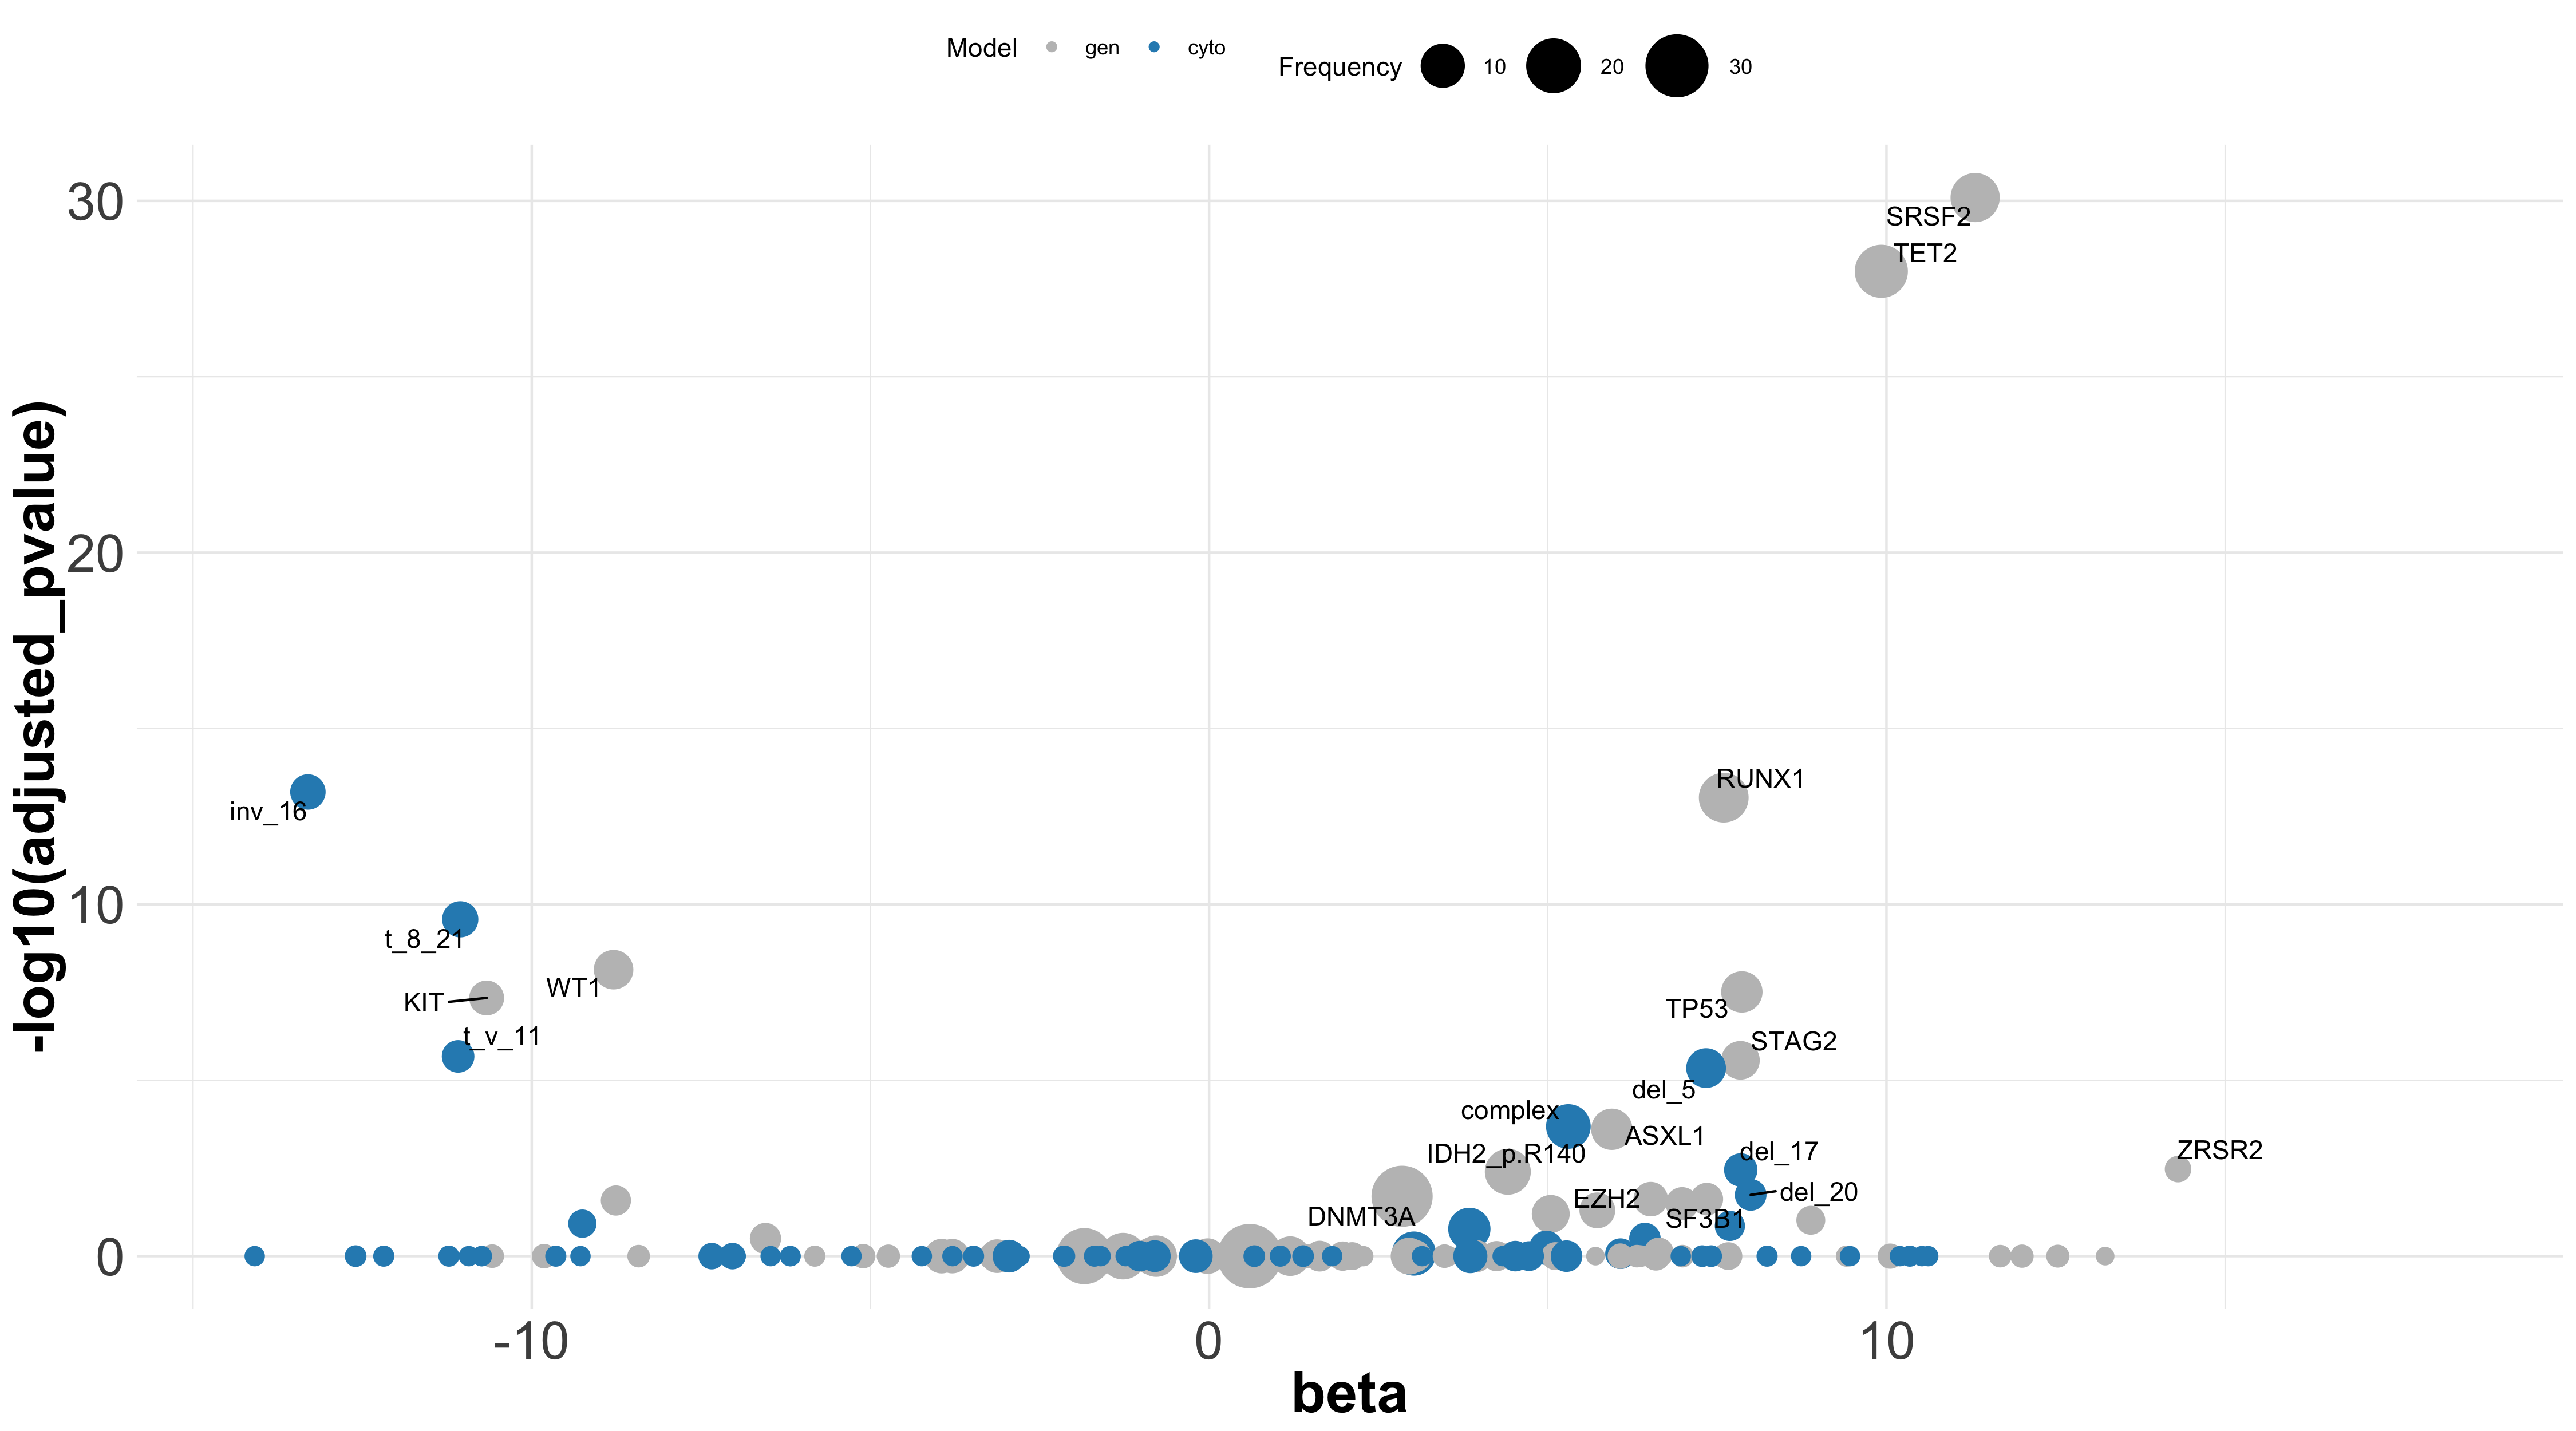 Model gen cyto
Frequency 10 20 30
-log10(adjusted_pvalue)
30
20
10
0
SRSF2
TET2
RUNX1
inv_16
t_8_21
WT1
KIT
t_v_11
TP53
STAG2
del_5
complex
ASXL1
IDH2_p.R140
del_17
ZRSR2
del_20
EZH2
DNMT3A
SF3B1
-10 0 10
beta